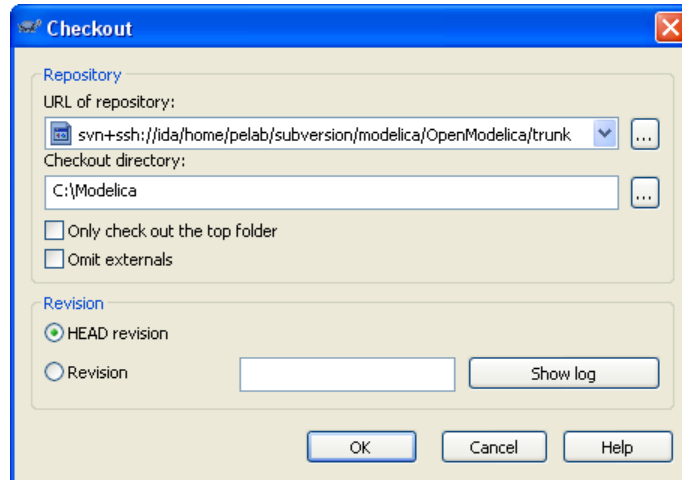 Checkout
Repository
URL of repository:
svn+ssh://ida/home/pelab/subversion/modelica/OpenModelica/trunk
...
Checkout directory:
C:\Modelica
...
Only check out the top folder
Omit externals
Revision
HEAD revision
Revision
Show log
OK Cancel Help